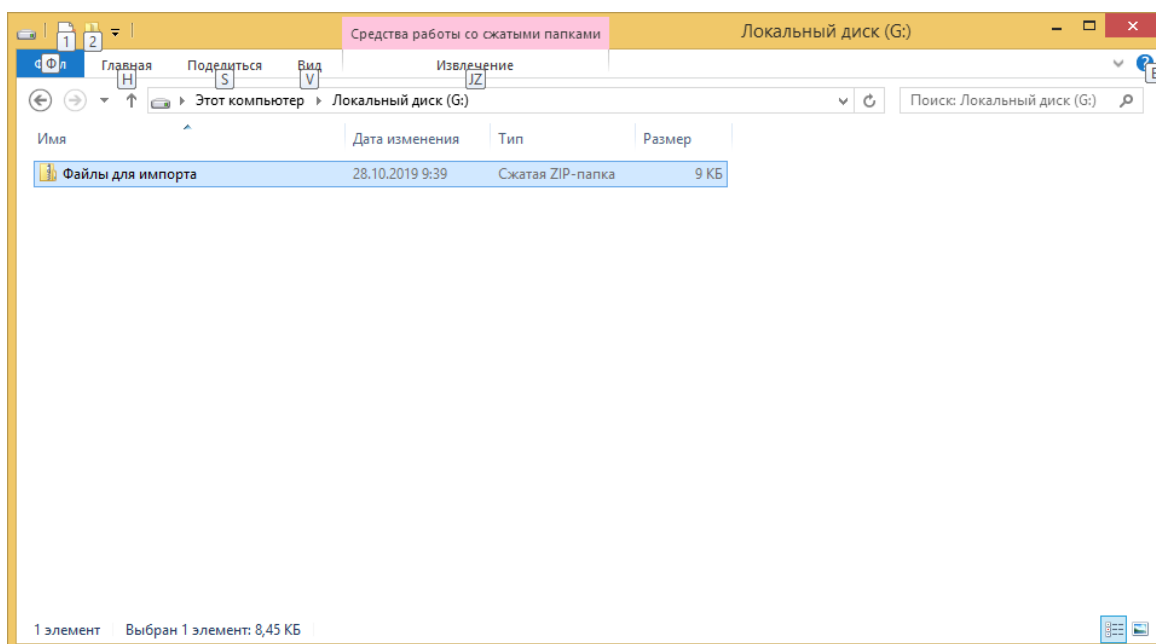 Средства работы со сжатыми папками
Локальный диск (G:)
1 2
Ф
Главная Поделиться Вид Извлечение
H S V JZ E
Этот компьютер Локальный диск (G:)
Поиск: Локальный диск (G:)
Имя Дата изменения Тип Размер
Файлы для импорта 28.10.2019 9:39 Сжатая ZIP-папка 9 КБ
1 элемент Выбран 1 элемент: 8,45 КБ